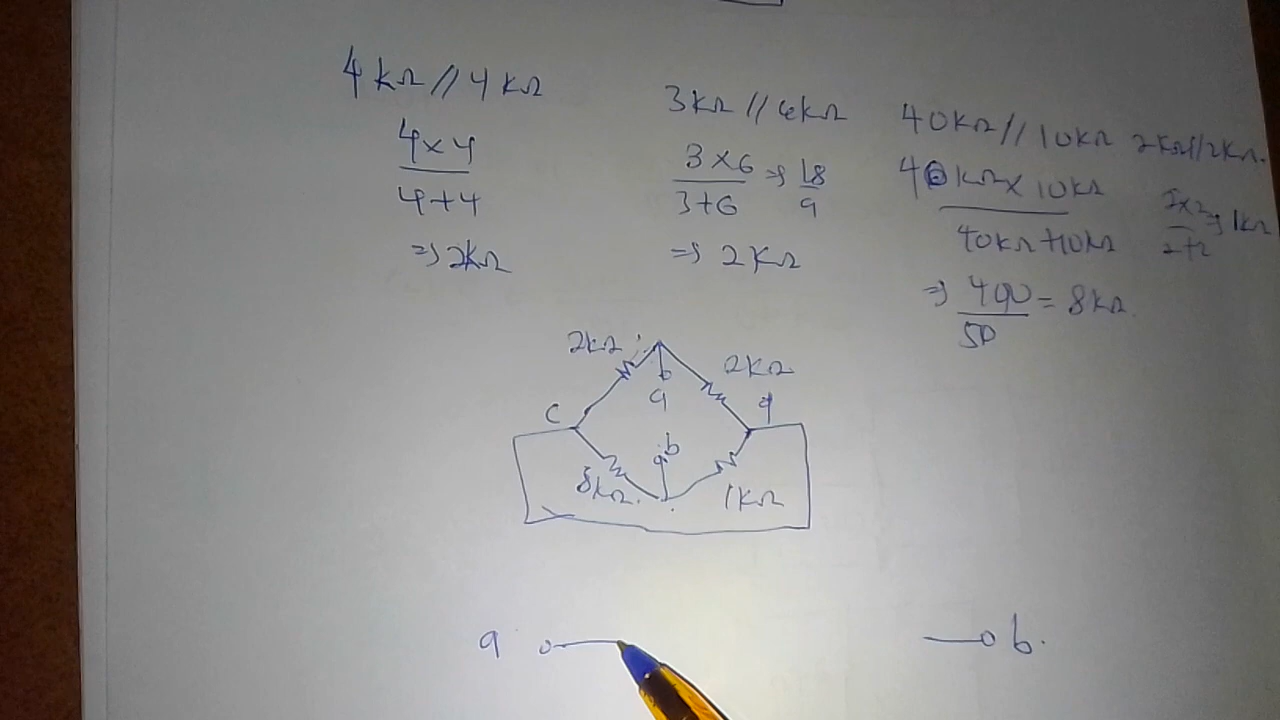 4kΩ//4kΩ
4×4
4+4
⇒2kΩ
3kΩ//6kΩ
3×6 ⇒ 18
3+6 9
⇒ 2kΩ
40kΩ//10kΩ
40kΩ×10kΩ
40kΩ+10kΩ
⇒ 400 = 8kΩ
50
2kΩ//2kΩ.
2×2 ⇒ 1kΩ
2+2
2kΩ
2kΩ
a
C
d
b
8kΩ.
1kΩ
a
b.